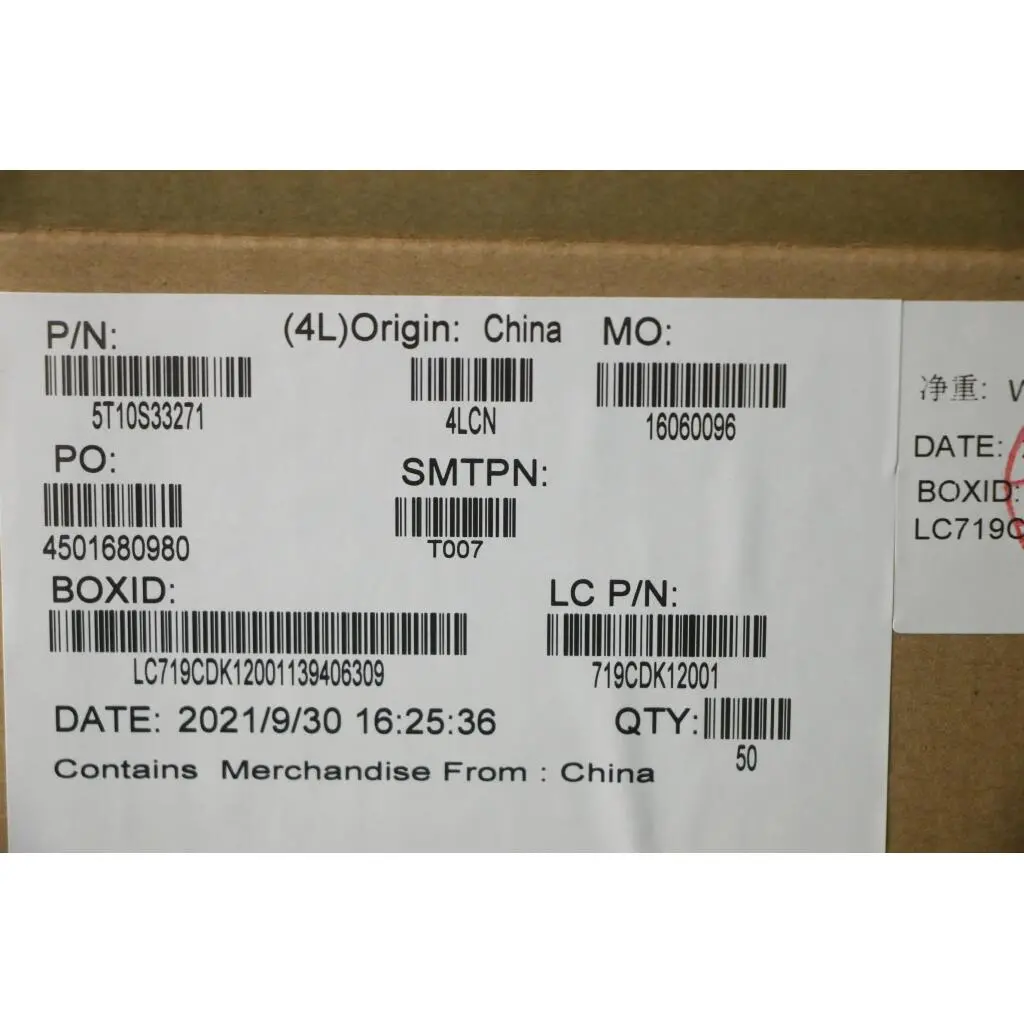 P/N: (4L)Origin: China MO:
5T10S33271 4LCN 16060096
PO: SMTPN:
4501680980 T007
BOXID: LC P/N:
LC719CDK12001139406309 719CDK12001
DATE: 2021/9/30 16:25:36 QTY:
50
Contains Merchandise From : China
净重:
DATE:
BOXID:
LC719C